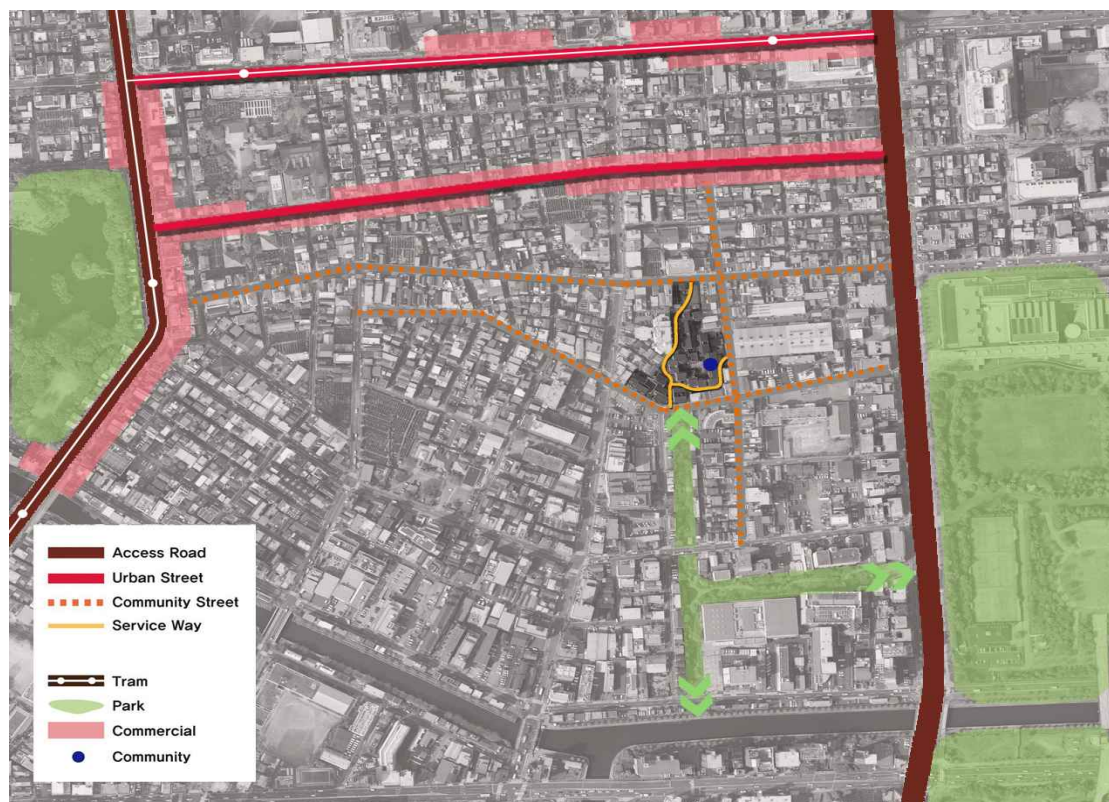 Access Road
Urban Street
Community Street
Service Way
Tram
Park
Commercial
Community